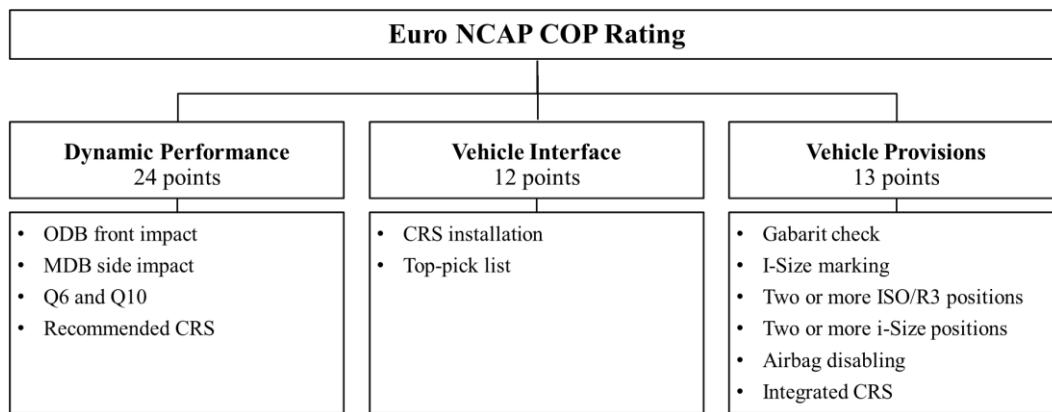 Euro NCAP COP Rating
Dynamic Performance
24 points
• ODB front impact
• MDB side impact
• Q6 and Q10
• Recommended CRS
Vehicle Interface
12 points
• CRS installation
• Top-pick list
Vehicle Provisions
13 points
• Gabarit check
• I-Size marking
• Two or more ISO/R3 positions
• Two or more i-Size positions
• Airbag disabling
• Integrated CRS